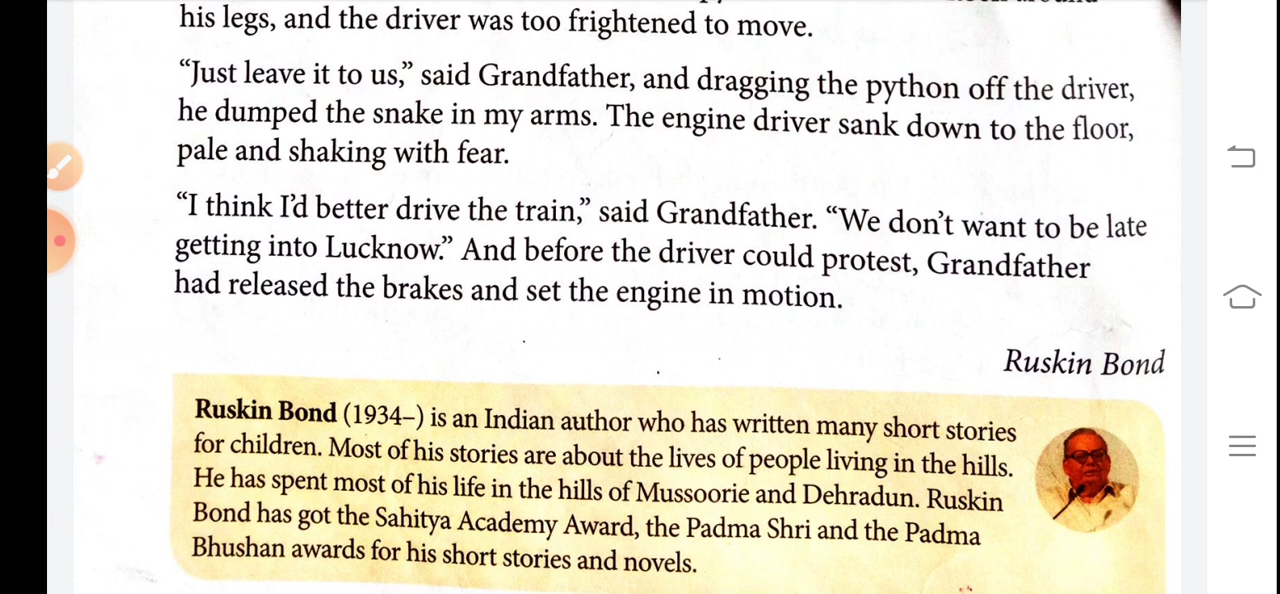 his legs, and the driver was too frightened to move.
“Just leave it to us,” said Grandfather, and dragging the python off the driver,
he dumped the snake in my arms. The engine driver sank down to the floor,
pale and shaking with fear.
“I think I’d better drive the train,” said Grandfather. “We don’t want to be late
getting into Lucknow.” And before the driver could protest, Grandfather
had released the brakes and set the engine in motion.
Ruskin Bond
Ruskin Bond (1934–) is an Indian author who has written many short stories
for children. Most of his stories are about the lives of people living in the hills.
He has spent most of his life in the hills of Mussoorie and Dehradun. Ruskin
Bond has got the Sahitya Academy Award, the Padma Shri and the Padma
Bhushan awards for his short stories and novels.